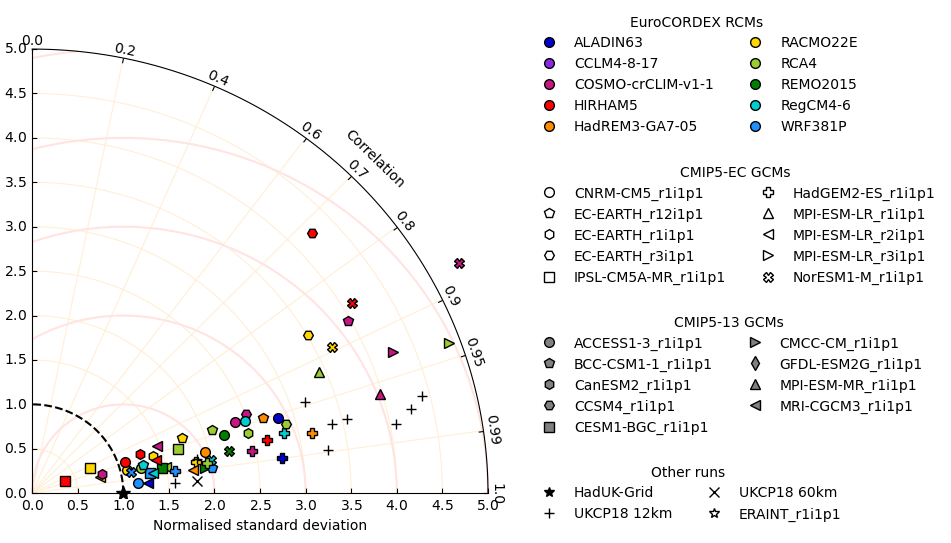 0.0
0.2
0.4
0.6
0.7
0.8
0.9
0.95
0.99
1.0
Correlation
5.0
4.5
4.0
3.5
3.0
2.5
2.0
1.5
1.0
0.5
0.0
0.0 0.5 1.0 1.5 2.0 2.5 3.0 3.5 4.0 4.5 5.0
Normalised standard deviation
EuroCORDEX RCMs
ALADIN63
CCLM4-8-17
COSMO-crCLIM-v1-1
HIRHAM5
HadREM3-GA7-05
RACMO22E
RCA4
REMO2015
RegCM4-6
WRF381P
CMIP5-EC GCMs
CNRM-CM5_r1i1p1
EC-EARTH_r12i1p1
EC-EARTH_r1i1p1
EC-EARTH_r3i1p1
IPSL-CM5A-MR_r1i1p1
HadGEM2-ES_r1i1p1
MPI-ESM-LR_r1i1p1
MPI-ESM-LR_r2i1p1
MPI-ESM-LR_r3i1p1
NorESM1-M_r1i1p1
CMIP5-13 GCMs
ACCESS1-3_r1i1p1
BCC-CSM1-1_r1i1p1
CanESM2_r1i1p1
CCSM4_r1i1p1
CESM1-BGC_r1i1p1
CMCC-CM_r1i1p1
GFDL-ESM2G_r1i1p1
MPI-ESM-MR_r1i1p1
MRI-CGCM3_r1i1p1
Other runs
HadUK-Grid
UKCP18 12km
UKCP18 60km
ERAINT_r1i1p1